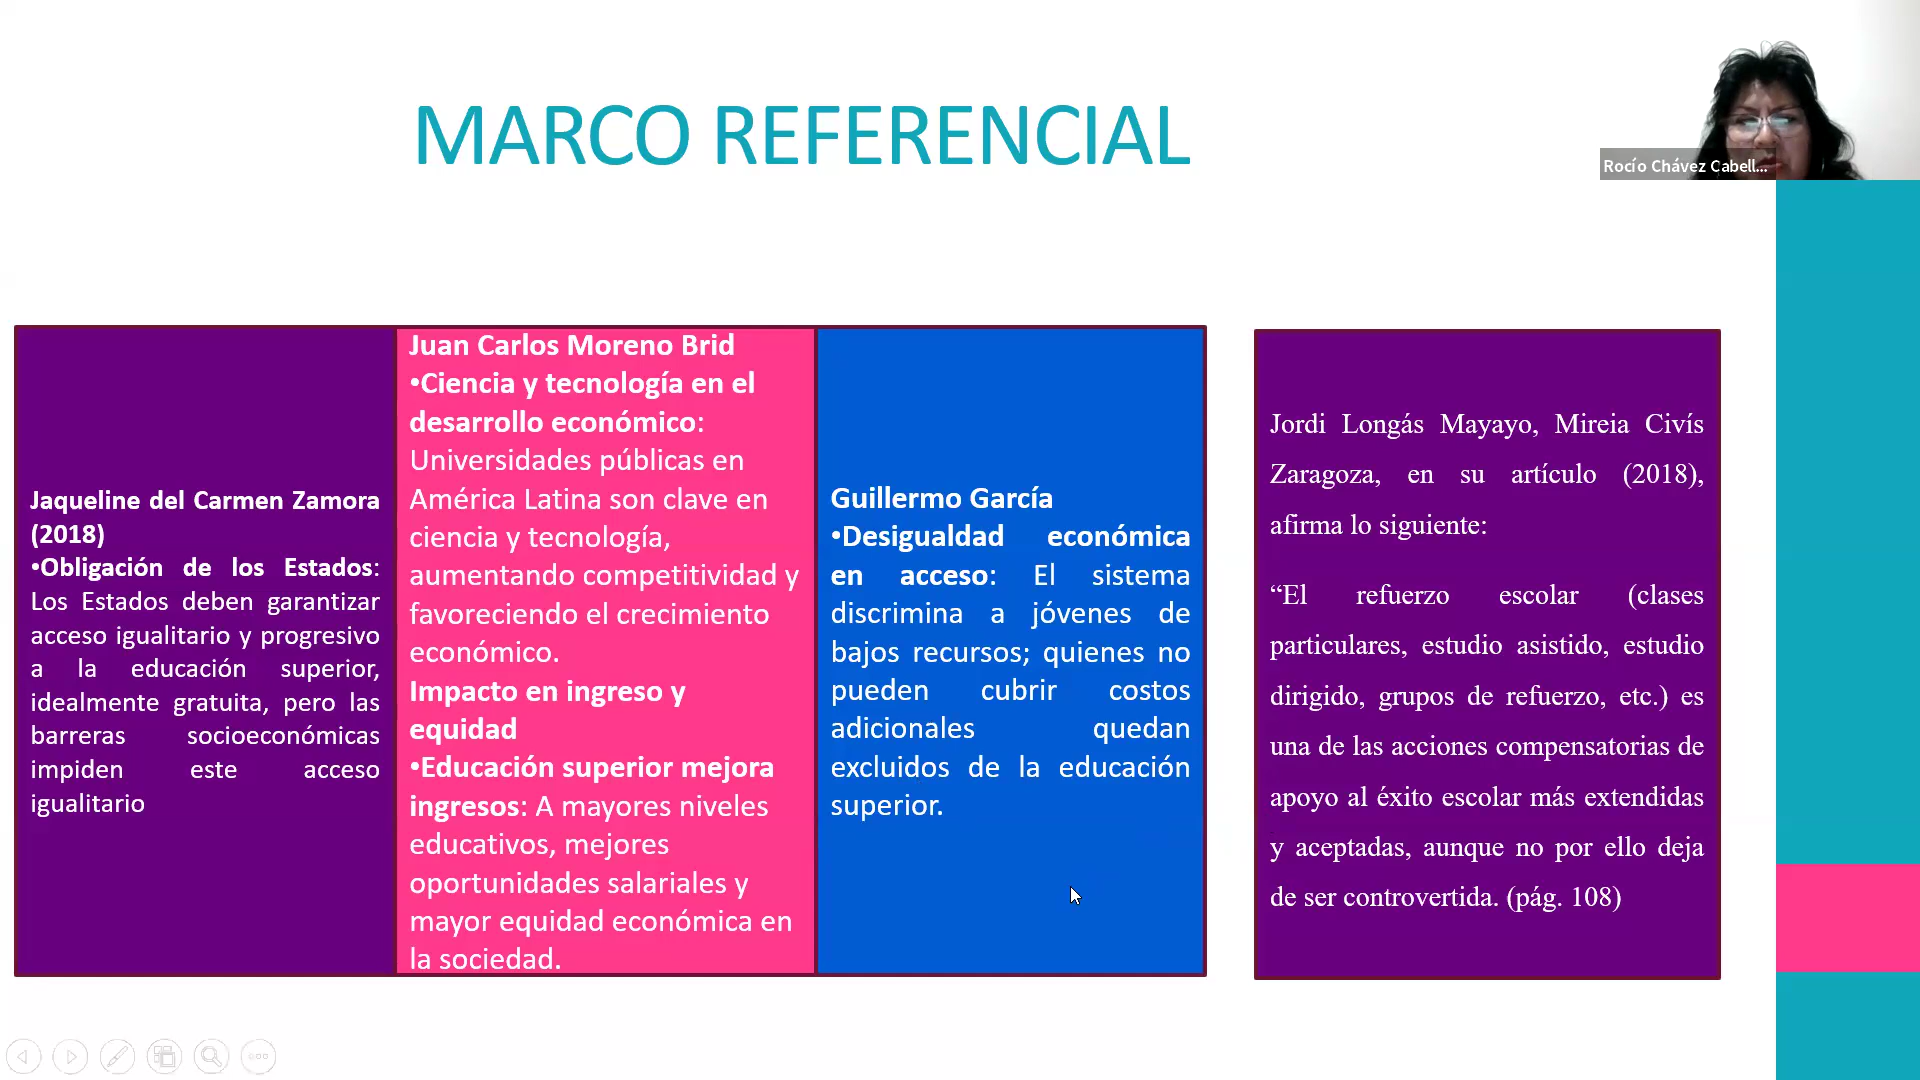 MARCO REFERENCIAL
Rocío Chávez Cabell...
Jaqueline del Carmen Zamora
(2018)
•Obligación de los Estados:
Los Estados deben garantizar
acceso igualitario y progresivo
a la educación superior,
idealmente gratuita, pero las
barreras socioeconómicas
impiden este acceso
igualitario
Juan Carlos Moreno Brid
•Ciencia y tecnología en el
desarrollo económico:
Universidades públicas en
América Latina son clave en
ciencia y tecnología,
aumentando competitividad y
favoreciendo el crecimiento
económico.
Impacto en ingreso y
equidad
•Educación superior mejora
ingresos: A mayores niveles
educativos, mejores
oportunidades salariales y
mayor equidad económica en
la sociedad.
Guillermo García
•Desigualdad económica
en acceso: El sistema
discrimina a jóvenes de
bajos recursos; quienes no
pueden cubrir costos
adicionales quedan
excluidos de la educación
superior.
Jordi Longás Mayayo, Mireia Civís
Zaragoza, en su artículo (2018),
afirma lo siguiente:
“El refuerzo escolar (clases
particulares, estudio asistido, estudio
dirigido, grupos de refuerzo, etc.) es
una de las acciones compensatorias de
apoyo al éxito escolar más extendidas
y aceptadas, aunque no por ello deja
de ser controvertida. (pág. 108)